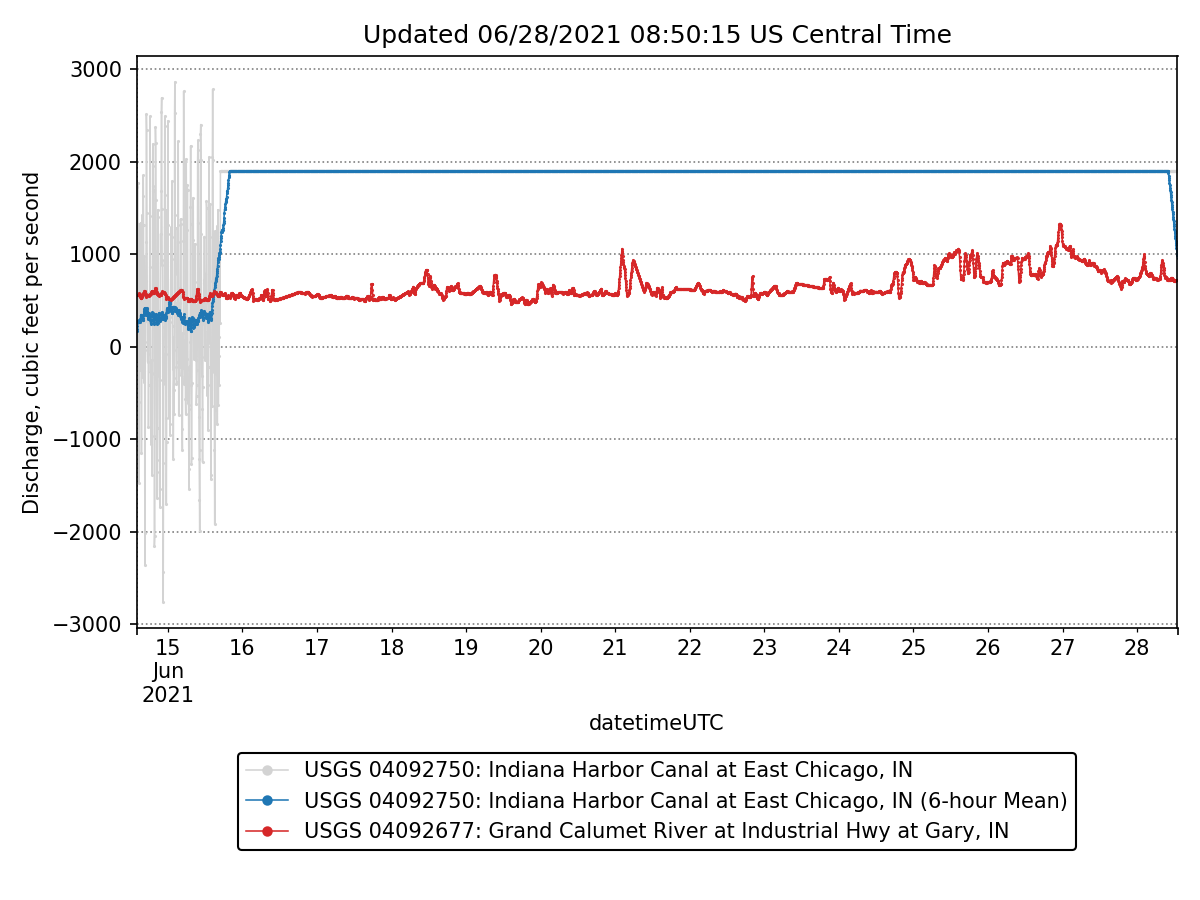 Updated 06/28/2021 08:50:15 US Central Time
Discharge, cubic feet per second
3000
2000
1000
0
−1000
−2000
−3000
15 16 17 18 19 20 21 22 23 24 25 26 27 28
Jun
2021
datetimeUTC
USGS 04092750: Indiana Harbor Canal at East Chicago, IN
USGS 04092750: Indiana Harbor Canal at East Chicago, IN (6-hour Mean)
USGS 04092677: Grand Calumet River at Industrial Hwy at Gary, IN